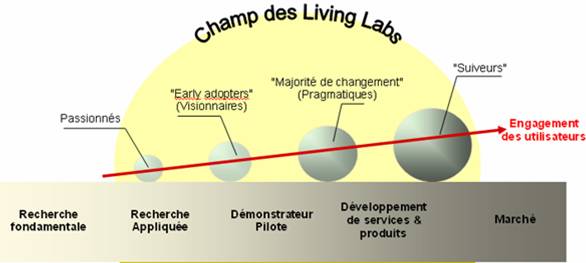 Champ des Living Labs
"Suiveurs"
"Majorité de changement"
(Pragmatiques)
"Early adopters"
(Visionnaires)
Passionnés
Engagement
des utilisateurs
Recherche
fondamentale
Recherche
Appliquée
Démonstrateur
Pilote
Développement
de services &
produits
Marché